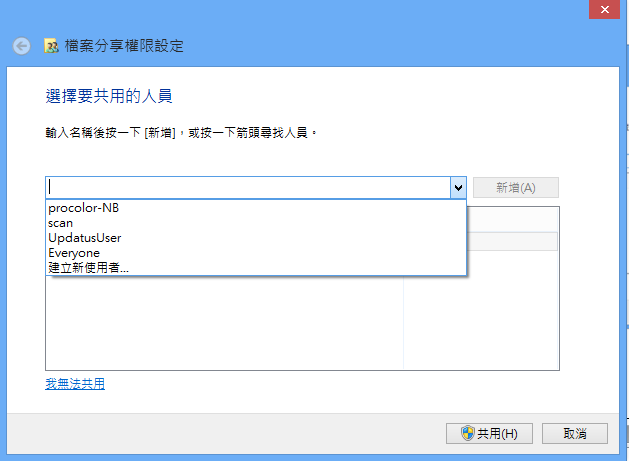 檔案分享權限設定
選擇要共用的人員
輸入名稱後按一下 [新增]，或按一下箭頭尋找人員。
新增(A)
procolor-NB
scan
UpdatusUser
Everyone
建立新使用者...
我無法共用
共用(H)
取消